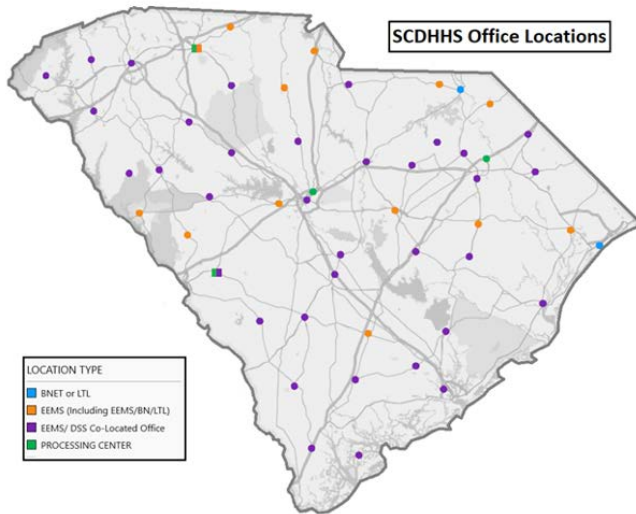 SCDHHS Office Locations
LOCATION TYPE
BNET or LTL
EEMS (Including EEMS/BN/LTL)
EEMS/ DSS Co-Located Office
PROCESSING CENTER